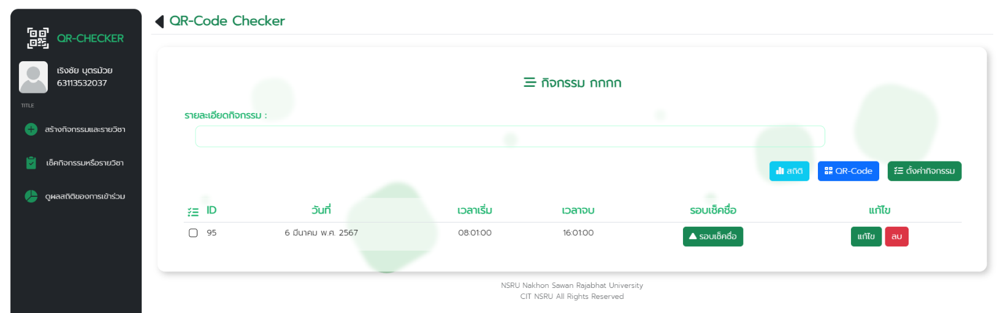 QR-CHECKER
เริงชัย บุตรม้วย
63113532037
TITLE
สร้างกิจกรรมและรายวิชา
เช็คกิจกรรมหรือรายวิชา
ดูผลสถิติของการเข้าร่วม
QR-Code Checker
กิจกรรม กกกก
รายละเอียดกิจกรรม :
สถิติ QR-Code ตั้งค่ากิจกรรม
ID วันที่ เวลาเริ่ม เวลาจบ รอบเช็คชื่อ แก้ไข
95 6 มีนาคม พ.ศ. 2567 08:01:00 16:01:00 รอบเช็คชื่อ แก้ไข ลบ
NSRU Nakhon Sawan Rajabhat University
CIT NSRU All Rights Reserved